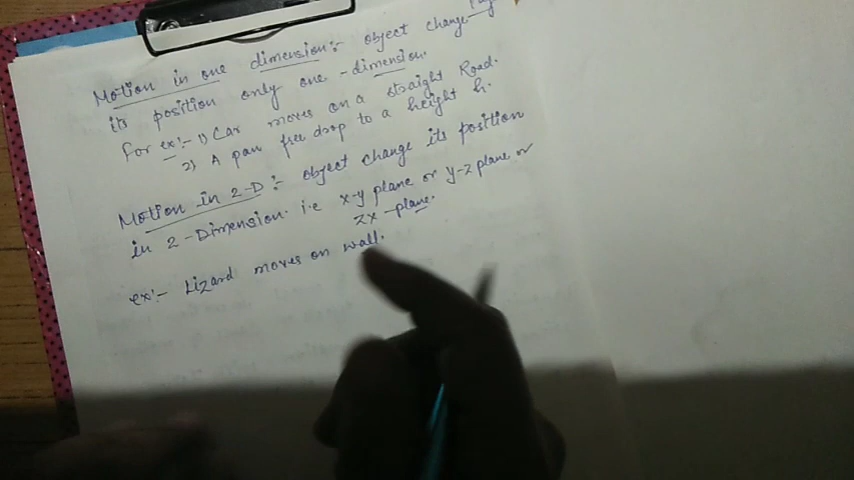 Motion in one dimension:- object change
its position only one - dimension.
For ex:- 1) Car moves on a straight Road.
2) A pan free drop to a height h.
Motion in 2-D:- object change its position
in 2-Dimension. i.e x-y plane or y-z plane or
zx-plane.
ex:- Lizard moves on wall.